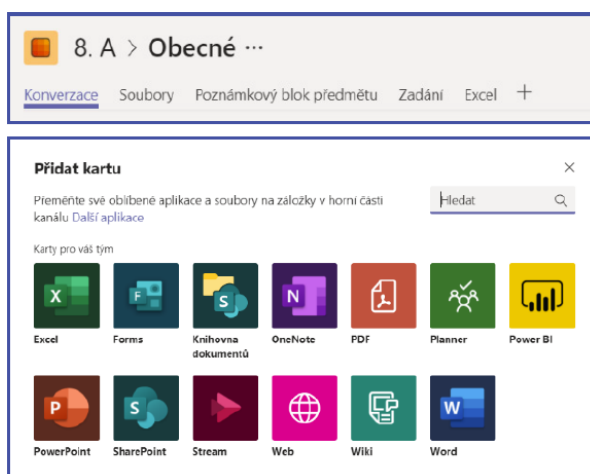 8. A > Obecné ···
Konverzace Soubory Poznámkový blok předmětu Zadání Excel +
Přidat kartu
Přeměňte své oblíbené aplikace a soubory na záložky v horní části
kanálu Další aplikace
Hledat
Karty pro váš tým
Excel Forms Knihovna dokumentů OneNote PDF Planner Power BI
PowerPoint SharePoint Stream Web Wiki Word